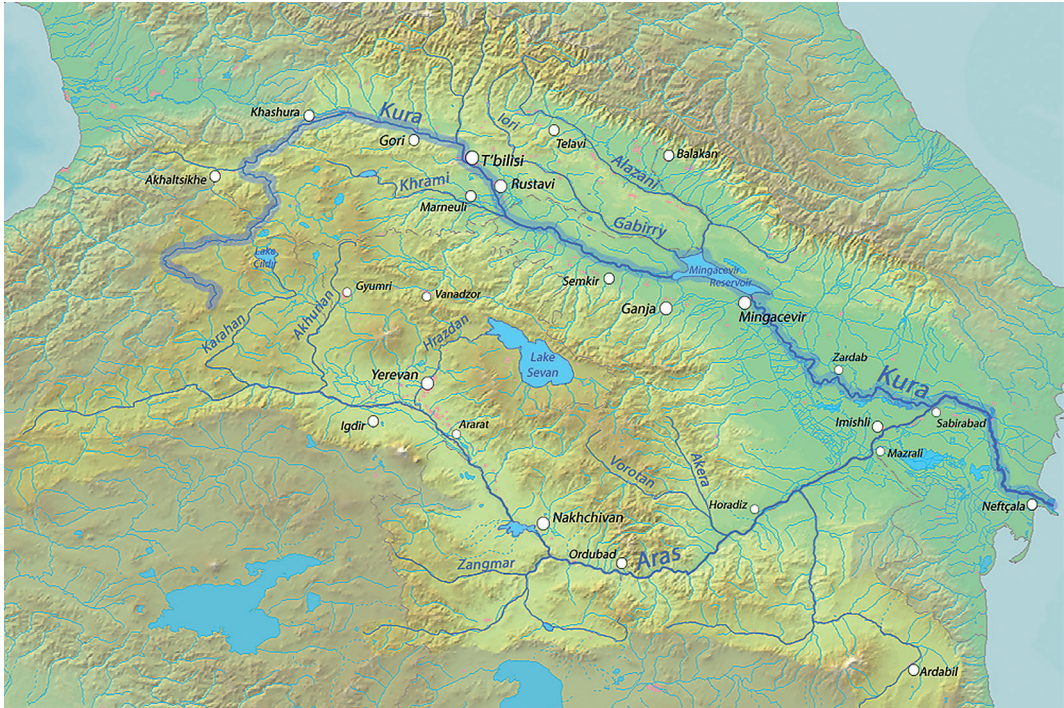 Khashura
Kura
Gori
Iori
Telavi
Balakan
T'bilisi
Akhaltsikhe
Khrami
Rustavi
Alazani
Marneuli
Gabirry
Lake
Çildir
Mingacevir
Reservoir
Semkir
Gyumri
Vanadzor
Ganja
Mingacevir
Karahan
Akhurian
Hrazdan
Lake
Sevan
Zardab
Yerevan
Kura
Igdir
Ararat
Imishli
Sabirabad
Mazrali
Vorotan
Akera
Horadiz
Neftçala
Nakhchivan
Ordubad
Aras
Zangmar
Ardabil